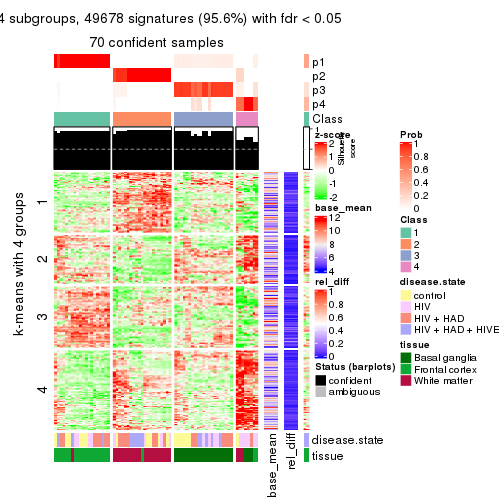 4 subgroups, 49678 signatures (95.6%) with fdr < 0.05
70 confident samples
p1
p2
p3
p4
Class
1
Silhouette
score
k-means with 4 groups
1
2
3
4
base_mean
rel_diff
disease.state
tissue
z-score
2
1
0
-1
-2
base_mean
12
10
8
6
4
rel_diff
1
0.8
0.6
0.4
0.2
0
Status (barplots)
confident
ambiguous
Prob
1
0.8
0.6
0.4
0.2
0
Class
1
2
3
4
disease.state
control
HIV
HIV + HAD
HIV + HAD + HIVE
tissue
Basal ganglia
Frontal cortex
White matter